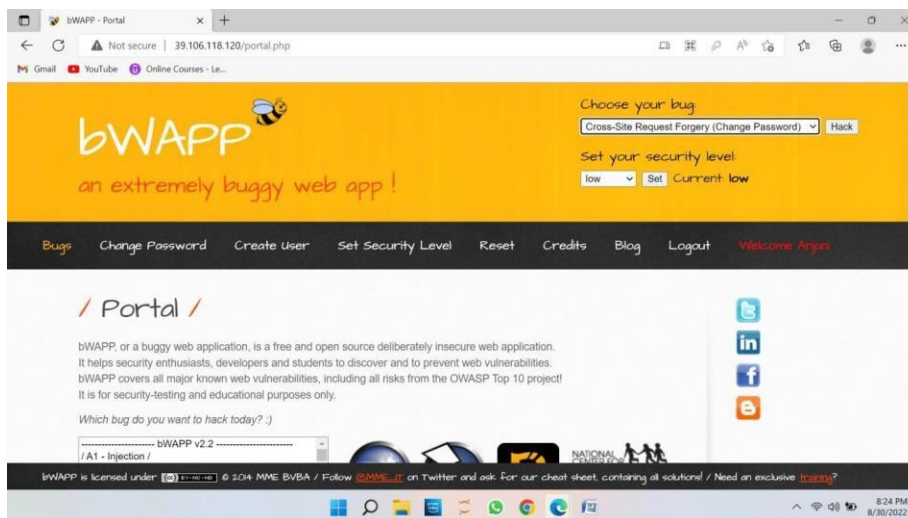 bWAPP - Portal
Not secure | 39.106.118.120/portal.php
Gmail YouTube Online Courses - Le...
bWAPP
an extremely buggy web app !
Choose your bug:
Cross-Site Request Forgery (Change Password) Hack
Set your security level:
low Set Current: low
Bugs Change Password Create User Set Security Level Reset Credits Blog Logout Welcome Anjani
/ Portal /
bWAPP, or a buggy web application, is a free and open source deliberately insecure web application.
It helps security enthusiasts, developers and students to discover and to prevent web vulnerabilities.
bWAPP covers all major known web vulnerabilities, including all risks from the OWASP Top 10 project!
It is for security-testing and educational purposes only.
Which bug do you want to hack today? :)
---------------------- bWAPP v2.2 ----------------------
/ A1 - Injection /
NATIONAL
CENTER FOR
bWAPP is licensed under © 2014 MME BVBA / Follow @MME_IT on Twitter and ask for our cheat sheet, containing all solutions! / Need an exclusive training?
8:24 PM
8/30/2022